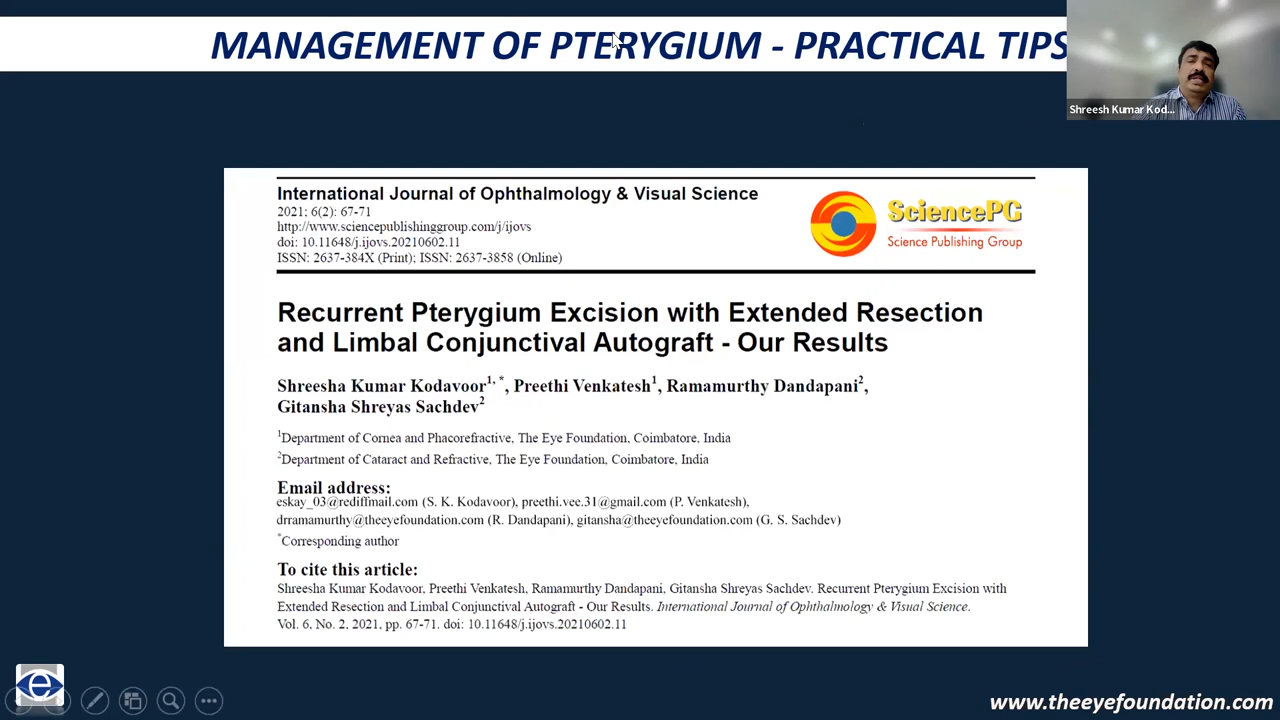 MANAGEMENT OF PTERYGIUM - PRACTICAL TIPS
Shreesh Kumar Kod...
International Journal of Ophthalmology & Visual Science
2021; 6(2): 67-71
http://www.sciencepublishinggroup.com/j/ijovs
doi: 10.11648/j.ijovs.20210602.11
ISSN: 2637-384X (Print); ISSN: 2637-3858 (Online)
SciencePG
Science Publishing Group
Recurrent Pterygium Excision with Extended Resection
and Limbal Conjunctival Autograft - Our Results
Shreesha Kumar Kodavoor1, *, Preethi Venkatesh1, Ramamurthy Dandapani2,
Gitansha Shreyas Sachdev2
1Department of Cornea and Phacorefractive, The Eye Foundation, Coimbatore, India
2Department of Cataract and Refractive, The Eye Foundation, Coimbatore, India
Email address:
eskay_03@rediffmail.com (S. K. Kodavoor), preethi.vee.31@gmail.com (P. Venkatesh),
drramamurthy@theeyefoundation.com (R. Dandapani), gitansha@theeyefoundation.com (G. S. Sachdev)
*Corresponding author
To cite this article:
Shreesha Kumar Kodavoor, Preethi Venkatesh, Ramamurthy Dandapani, Gitansha Shreyas Sachdev. Recurrent Pterygium Excision with
Extended Resection and Limbal Conjunctival Autograft - Our Results. International Journal of Ophthalmology & Visual Science.
Vol. 6, No. 2, 2021, pp. 67-71. doi: 10.11648/j.ijovs.20210602.11
www.theeyefoundation.com